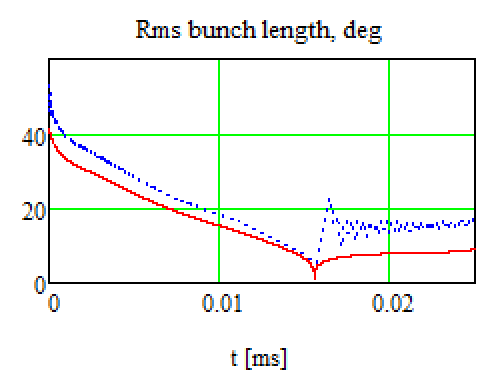 Rms bunch length, deg
40
20
0
0 0.01 0.02
t [ms]